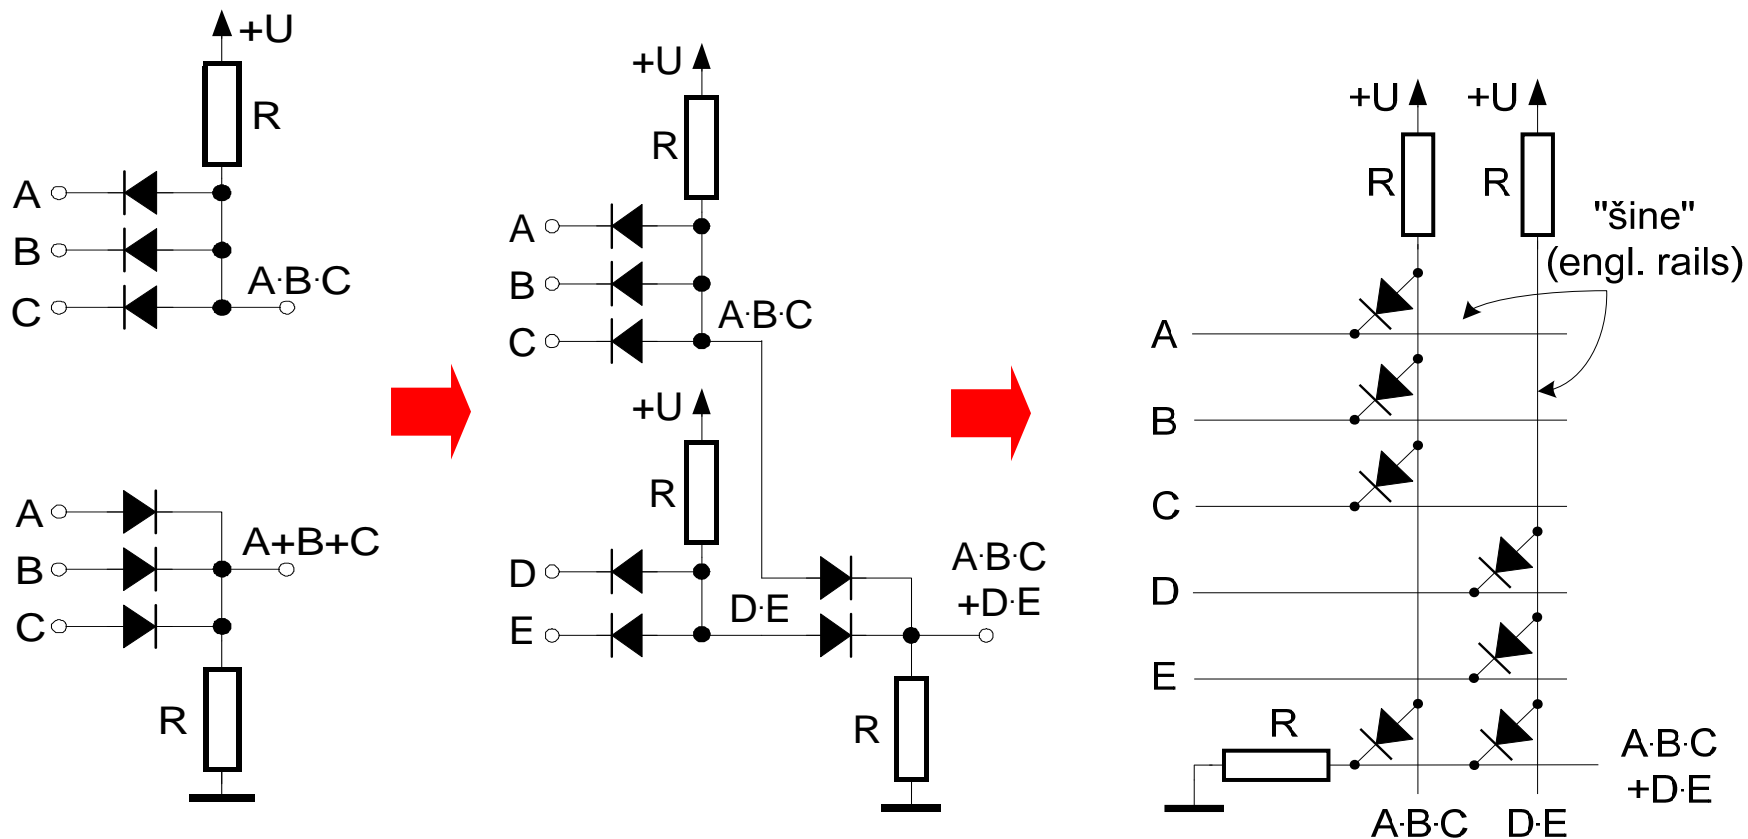 +U
R
A
B
C
A·B·C
A
B
C
A+B+C
R
+U
R
A
B
C
A·B·C
+U
R
D
E
D·E
A·B·C
+D·E
R
+U
+U
R
R
"šine"
(engl. rails)
A
B
C
D
E
R
A·B·C
+D·E
A·B·C
D·E